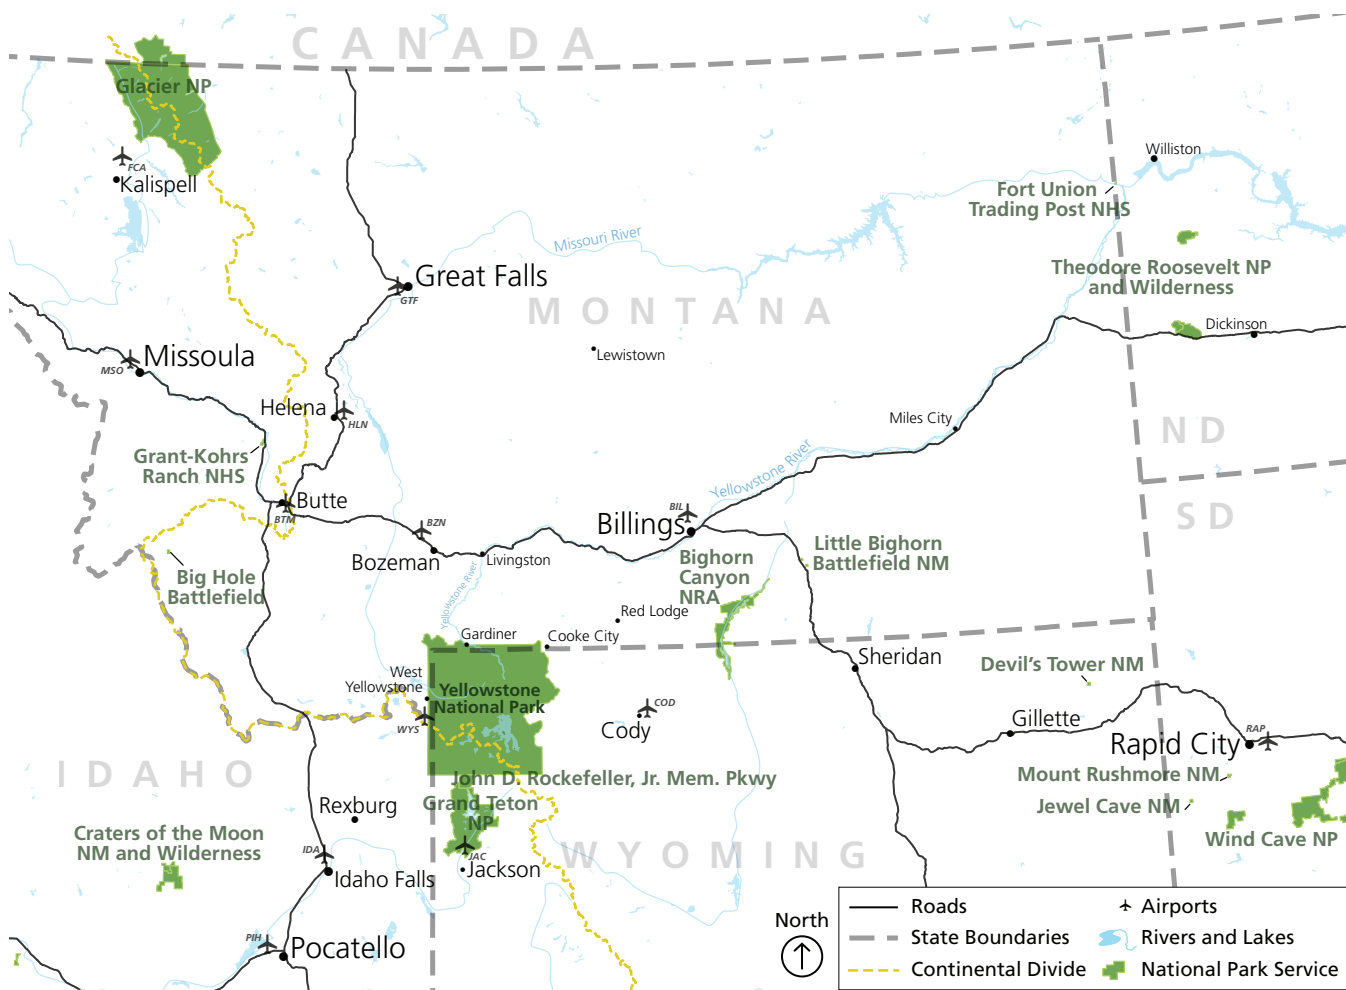 CANADA
Glacier NP
FCA
Kalispell
Williston
Fort Union
Trading Post NHS
Missouri River
Great Falls
GTF
MONTANA
Theodore Roosevelt NP
and Wilderness
Dickinson
Lewistown
Missoula
MSO
Helena
HLN
Miles City
ND
Grant-Kohrs
Ranch NHS
Yellowstone River
Butte
BTM
BZN
Bozeman
Livingston
BIL
Billings
SD
Big Hole
Battlefield
Yellowstone River
Bighorn
Canyon
NRA
Little Bighorn
Battlefield NM
Red Lodge
Gardiner
Cooke City
Sheridan
Devil's Tower NM
West
Yellowstone
Yellowstone
National Park
WYS
COD
Cody
Gillette
RAP
Rapid City
IDAHO
John D. Rockefeller, Jr. Mem. Pkwy
Mount Rushmore NM
Rexburg
Grand Teton
NP
Jewel Cave NM
Craters of the Moon
NM and Wilderness
Wind Cave NP
IDA
Idaho Falls
JAC
Jackson
WYOMING
PIH
Pocatello
North
Roads
Airports
State Boundaries
Rivers and Lakes
Continental Divide
National Park Service